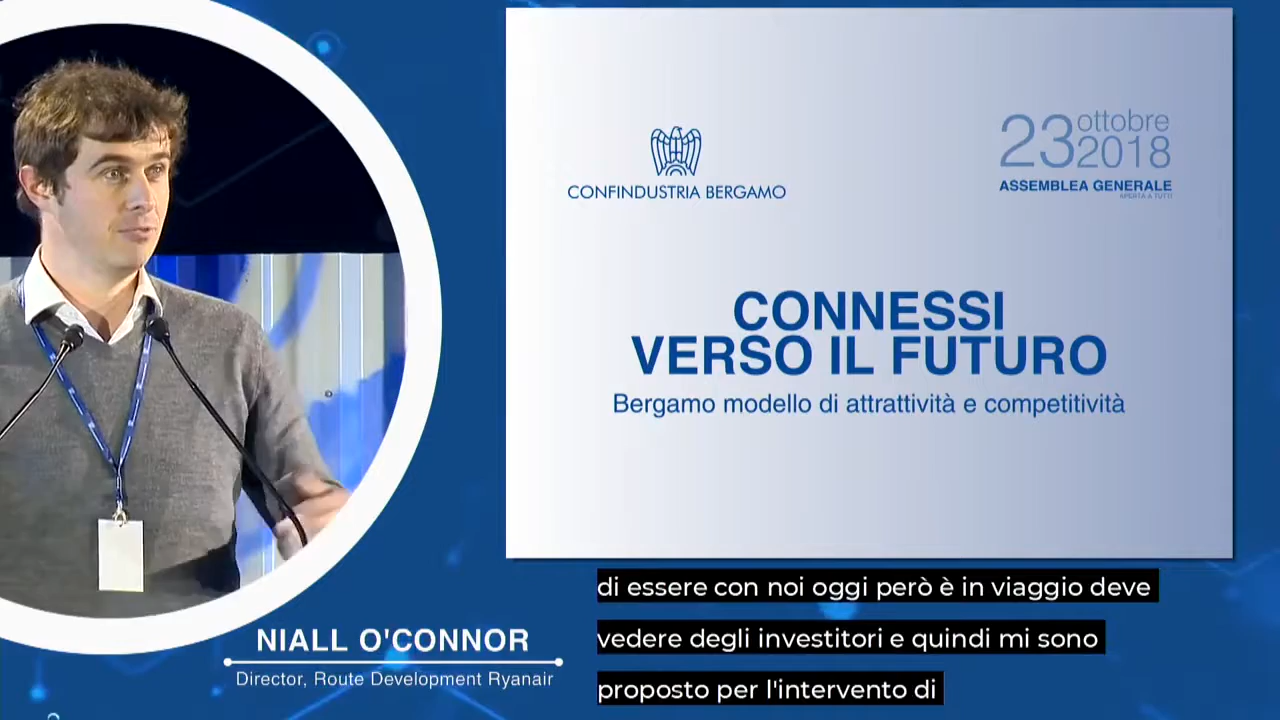 CONFINDUSTRIA BERGAMO
23 ottobre 2018
ASSEMBLEA GENERALE
APERTA A TUTTI
CONNESSI
VERSO IL FUTURO
Bergamo modello di attrattività e competitività
di essere con noi oggi però è in viaggio deve
vedere degli investitori e quindi mi sono
proposto per l'intervento di
NIALL O'CONNOR
Director, Route Development Ryanair